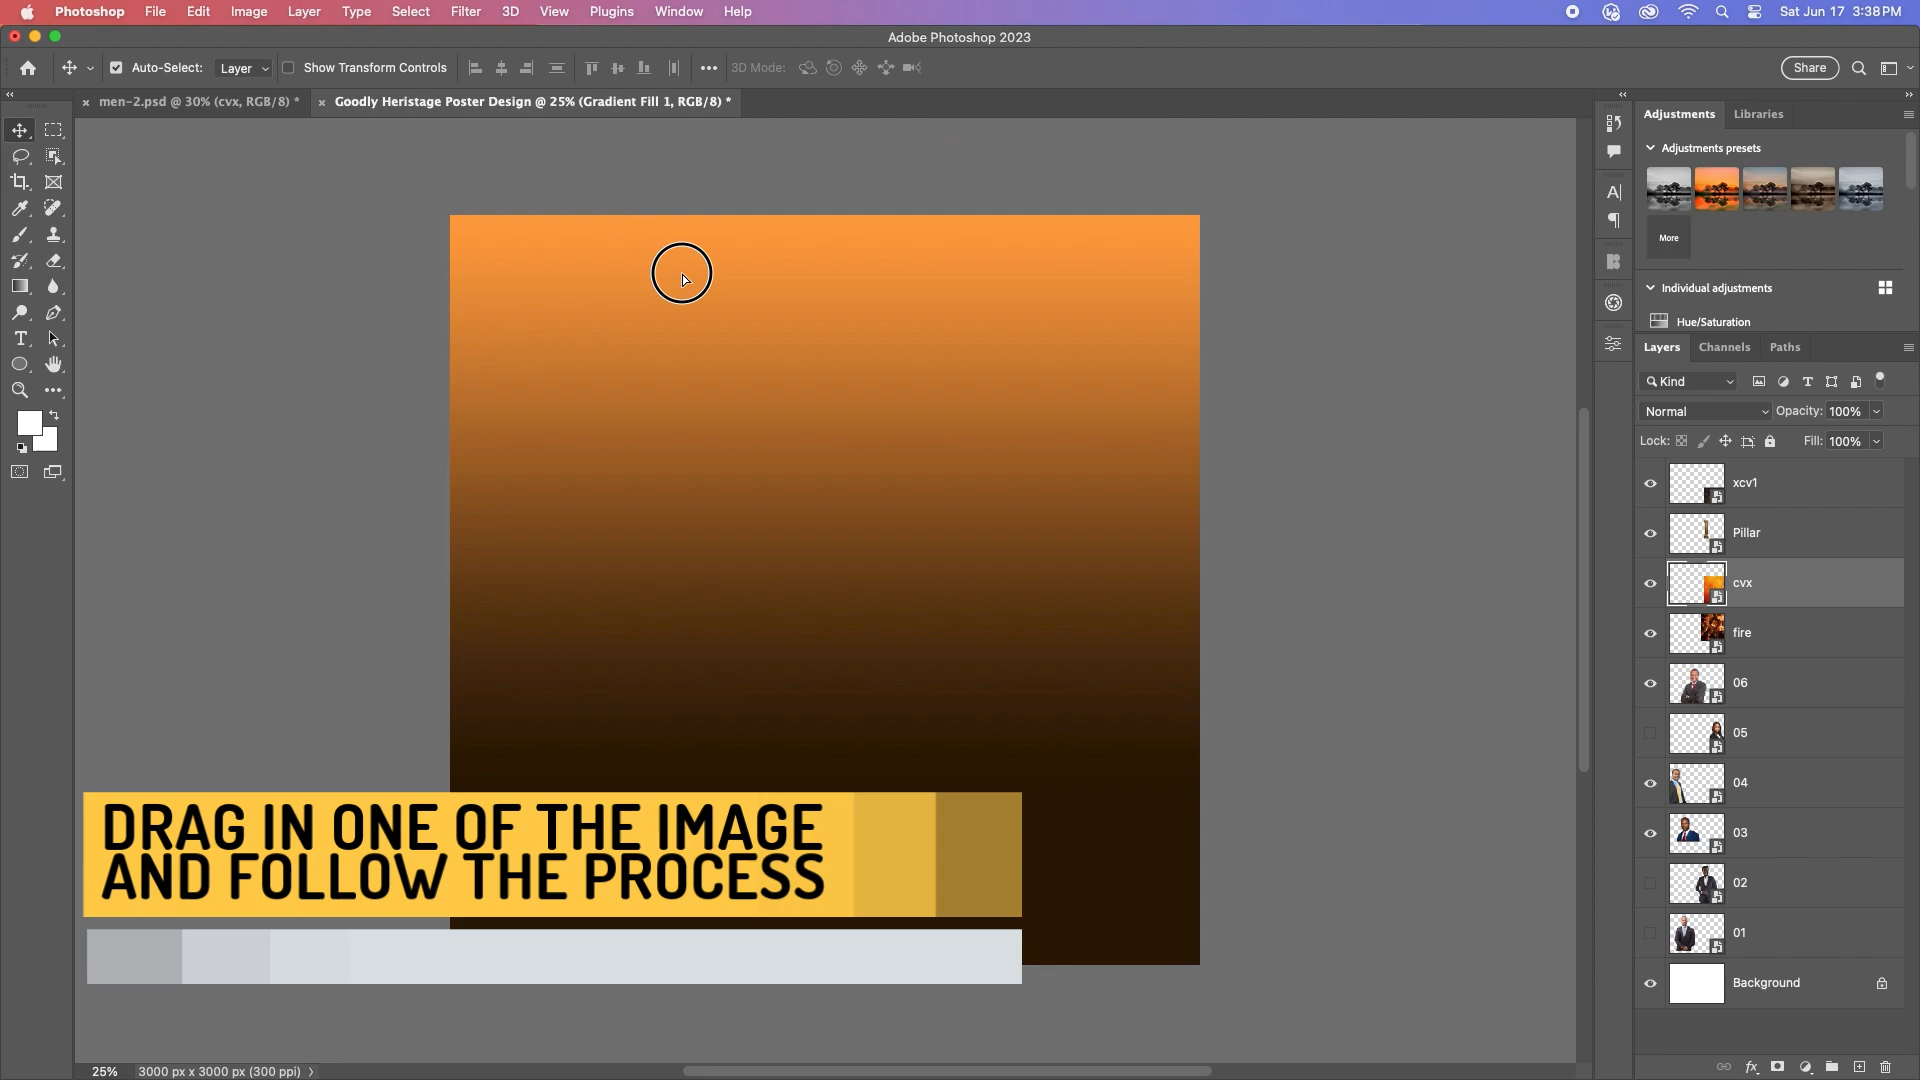 Photoshop File Edit Image Layer Type Select Filter 3D View Plugins Window Help Sat Jun 17 3:38 PM
Adobe Photoshop 2023
Auto-Select: Layer Show Transform Controls 3D Mode: Share
men-2.psd @ 30% (cvx, RGB/8) * Goodly Heristage Poster Design @ 25% (Gradient Fill 1, RGB/8) *
Adjustments Libraries
Adjustments presets
More
Individual adjustments
Hue/Saturation
Layers Channels Paths
Kind
Normal Opacity: 100%
Lock: Fill: 100%
xcv1
Pillar
cvx
fire
06
05
04
03
02
01
Background
DRAG IN ONE OF THE IMAGE
AND FOLLOW THE PROCESS
25% 3000 px x 3000 px (300 ppi)